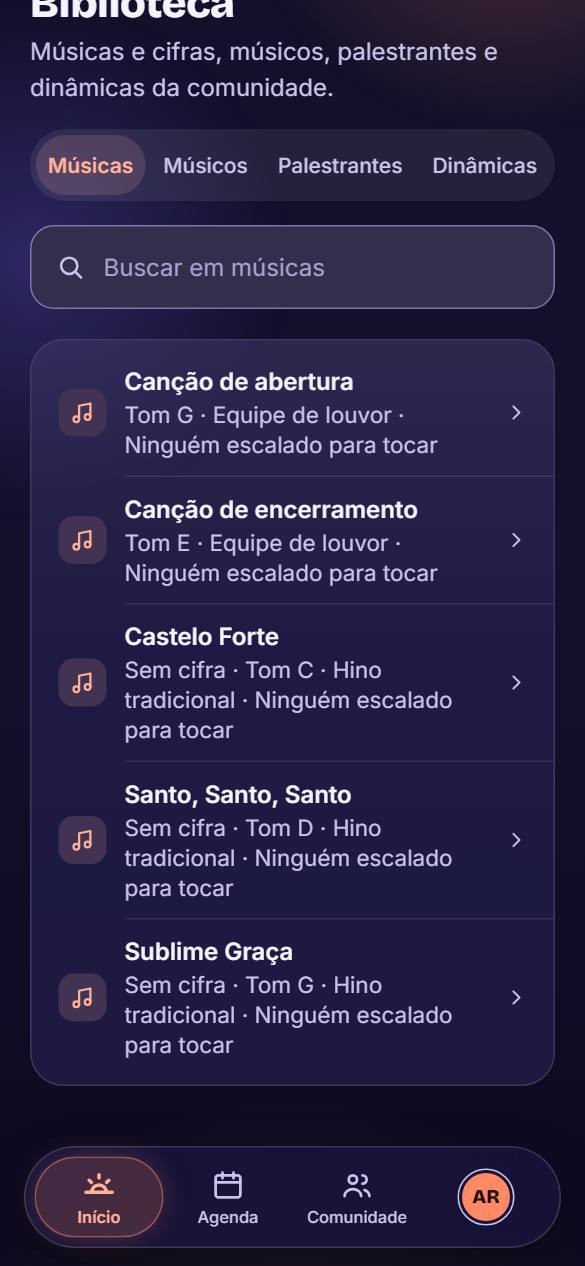 Biblioteca
Músicas e cifras, músicos, palestrantes e
dinâmicas da comunidade.
Músicas Músicos Palestrantes Dinâmicas
Buscar em músicas
Canção de abertura
Tom G · Equipe de louvor ·
Ninguém escalado para tocar
Canção de encerramento
Tom E · Equipe de louvor ·
Ninguém escalado para tocar
Castelo Forte
Sem cifra · Tom C · Hino
tradicional · Ninguém escalado
para tocar
Santo, Santo, Santo
Sem cifra · Tom D · Hino
tradicional · Ninguém escalado
para tocar
Sublime Graça
Sem cifra · Tom G · Hino
tradicional · Ninguém escalado
para tocar
Início Agenda Comunidade AR